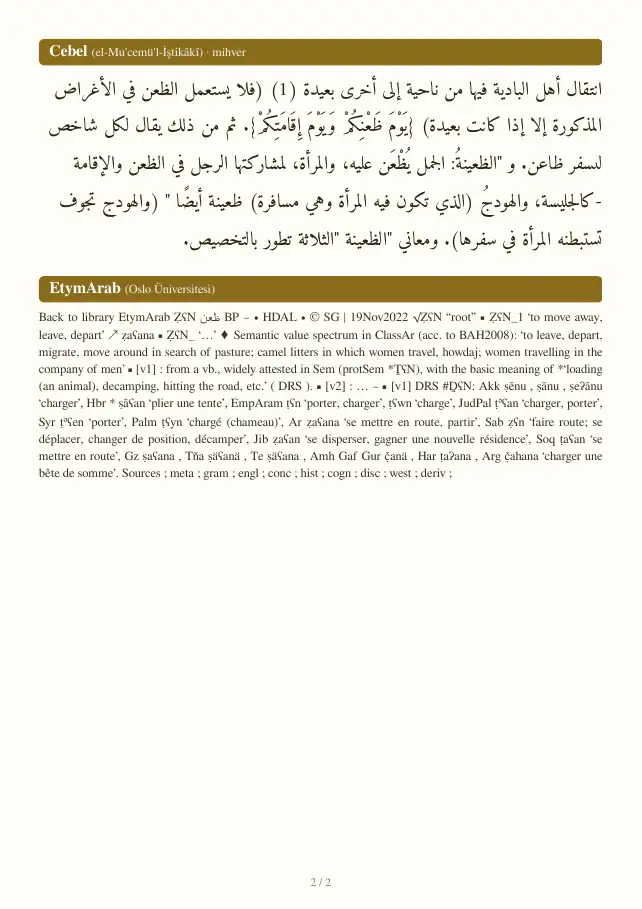 Cebel (el-Mu'cemü'l-İştikâkî) · mihver
انتقال أهل البادية فيها من ناحية إلى أخرى بعيدة (1) (فلا يستعمل الظعن في الأغراض
المذكورة إلا إذا كانت بعيدة) {يَوْمَ ظَعْنِكُمْ وَيَوْمَ إِقَامَتِكُمْ}. ثم من ذلك يقال لكل شاخص
لسفر ظاعن. و "الظعينةُ: الجمل يُظْعَن عليه، والمرأة، لمشاركتها الرجل في الظعن والإقامة
-كالجليسة، والهودجُ (الذي تكون فيه المرأة وهي مسافرة) ظعينة أيضًا " (والهودج تجوف
تستبطنه المرأة في سفرها). ومعاني "الظعينة "الثلاثة تطور بالتخصيص.
EtymArab (Oslo Üniversitesi)
Back to library EtymArab ẒʕN ظعن BP – • HDAL • © SG | 19Nov2022 √ẒʕN “root” ▪ ẒʕN_1 ‘to move away,
leave, depart’ ↗ ẓaʕana ▪ ẒʕN_ ‘…’ ♦ Semantic value spectrum in ClassAr (acc. to BAH2008): ‘to leave, depart,
migrate, move around in search of pasture; camel litters in which women travel, howdaj; women travelling in the
company of men’ ▪ [v1] : from a vb., widely attested in Sem (protSem *ṮʕN), with the basic meaning of *‘loading
(an animal), decamping, hitting the road, etc.’ ( DRS ). ▪ [v2] : … – ▪ [v1] DRS #ḎʕN: Akk ṣēnu , ṣānu , ṣeʔānu
‘charger’, Hbr * ṣāʕan ‘plier une tente’, EmpAram ṭʕn ‘porter, charger’, ṭʕwn ‘charge’, JudPal ṭᵊʕan ‘charger, porter’,
Syr ṭᵊʕen ‘porter’, Palm ṭʕyn ‘chargé (chameau)’, Ar ẓaʕana ‘se mettre en route, partir’, Sab ẓʕn ‘faire route; se
déplacer, changer de position, décamper’, Jib ẓaʕan ‘se disperser, gagner une nouvelle résidence’, Soq ṭaʕan ‘se
mettre en route’, Gz ṣaʕana , Tña ṣäʕanä , Te ṣäʕana , Amh Gaf Gur č̣anä , Har ṭaʔana , Arg č̣ahana ‘charger une
bête de somme’. Sources ; meta ; gram ; engl ; conc ; hist ; cogn ; disc ; west ; deriv ;
2 / 2